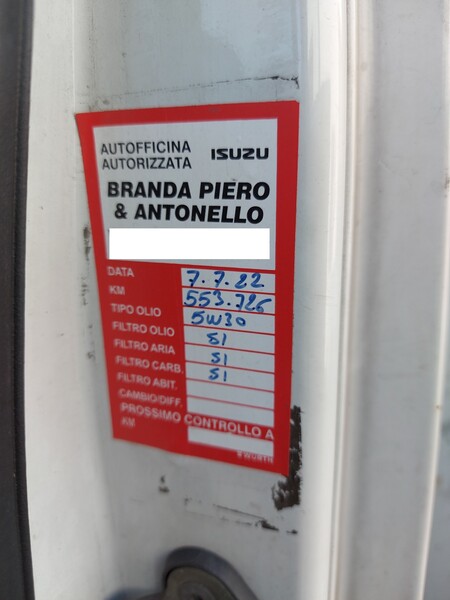 AUTOFFICINA
AUTORIZZATA
ISUZU
BRANDA PIERO
& ANTONELLO
DATA 7.7.22
KM 553.726
TIPO OLIO 5W30
FILTRO OLIO SI
FILTRO ARIA SI
FILTRO CARB. SI
FILTRO ABIT.
CAMBIO/DIFF.
PROSSIMO CONTROLLO A
KM
WÜRTH